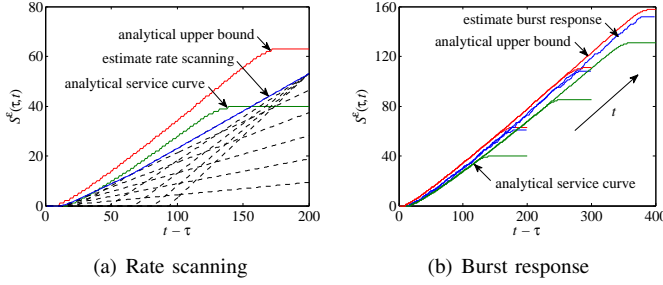 80
60
40
20
0
S^ε(τ,t)
analytical upper bound
estimate rate scanning
analytical service curve
0 50 100 150 200
t − τ
(a) Rate scanning
160
120
80
40
0
S^ε(τ,t)
estimate burst response
analytical upper bound
t
analytical service curve
0 100 200 300 400
t − τ
(b) Burst response